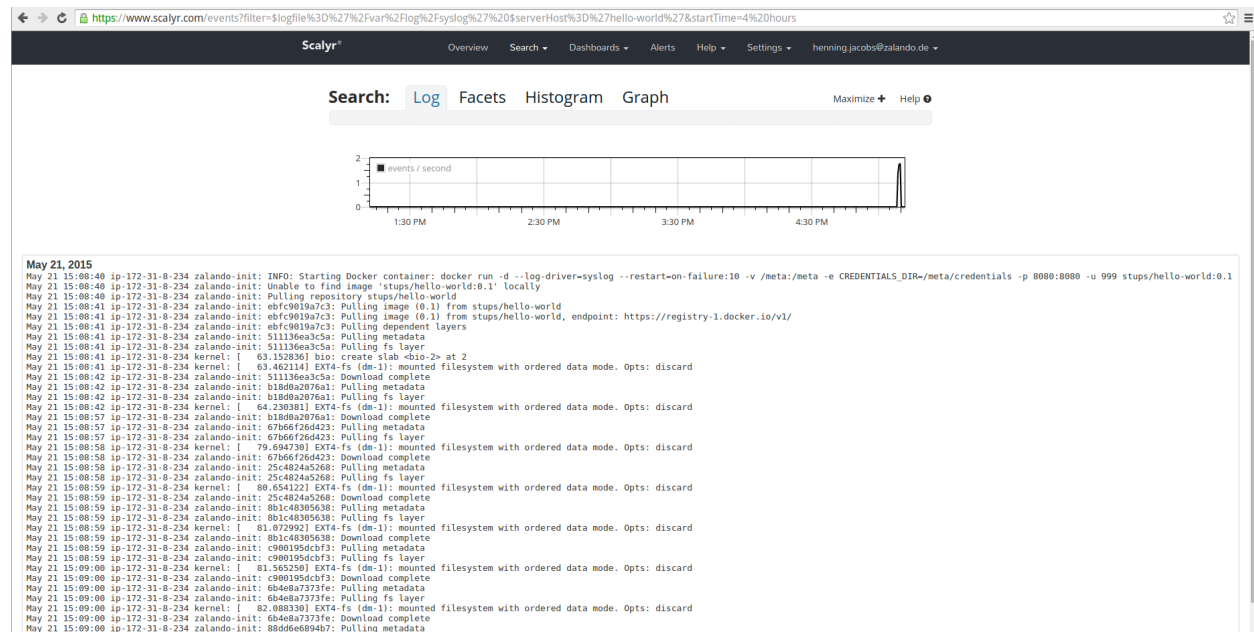 https://www.scalyr.com/events?filter=$logfile%3D%27%2Fvar%2Flog%2Fsyslog%27%20$serverHost%3D%27hello-world%27&startTime=4%20hours
Scalyr® Overview Search Dashboards Alerts Help Settings henning.jacobs@zalando.de
Search: Log Facets Histogram Graph Maximize + Help
2
events / second
1
0
1:30 PM 2:30 PM 3:30 PM 4:30 PM
May 21, 2015
May 21 15:08:40 ip-172-31-8-234 zalando-init: INFO: Starting Docker container: docker run -d --log-driver=syslog --restart=on-failure:10 -v /meta:/meta -e CREDENTIALS_DIR=/meta/credentials -p 8080:8080 -u 999 stups/hello-world:0.1
May 21 15:08:40 ip-172-31-8-234 zalando-init: Unable to find image 'stups/hello-world:0.1' locally
May 21 15:08:40 ip-172-31-8-234 zalando-init: Pulling repository stups/hello-world
May 21 15:08:41 ip-172-31-8-234 zalando-init: ebfc9019a7c3: Pulling image (0.1) from stups/hello-world
May 21 15:08:41 ip-172-31-8-234 zalando-init: ebfc9019a7c3: Pulling image (0.1) from stups/hello-world, endpoint: https://registry-1.docker.io/v1/
May 21 15:08:41 ip-172-31-8-234 zalando-init: ebfc9019a7c3: Pulling dependent layers
May 21 15:08:41 ip-172-31-8-234 zalando-init: 511136ea3c5a: Pulling metadata
May 21 15:08:41 ip-172-31-8-234 zalando-init: 511136ea3c5a: Pulling fs layer
May 21 15:08:41 ip-172-31-8-234 kernel: [ 63.152836] bio: create slab <bio-2> at 2
May 21 15:08:41 ip-172-31-8-234 kernel: [ 63.462114] EXT4-fs (dm-1): mounted filesystem with ordered data mode. Opts: discard
May 21 15:08:42 ip-172-31-8-234 zalando-init: 511136ea3c5a: Download complete
May 21 15:08:42 ip-172-31-8-234 zalando-init: b18d0a2076a1: Pulling metadata
May 21 15:08:42 ip-172-31-8-234 zalando-init: b18d0a2076a1: Pulling fs layer
May 21 15:08:42 ip-172-31-8-234 kernel: [ 64.230381] EXT4-fs (dm-1): mounted filesystem with ordered data mode. Opts: discard
May 21 15:08:57 ip-172-31-8-234 zalando-init: b18d0a2076a1: Download complete
May 21 15:08:57 ip-172-31-8-234 zalando-init: 67b66f26d423: Pulling metadata
May 21 15:08:57 ip-172-31-8-234 zalando-init: 67b66f26d423: Pulling fs layer
May 21 15:08:58 ip-172-31-8-234 kernel: [ 79.694730] EXT4-fs (dm-1): mounted filesystem with ordered data mode. Opts: discard
May 21 15:08:58 ip-172-31-8-234 zalando-init: 67b66f26d423: Download complete
May 21 15:08:58 ip-172-31-8-234 zalando-init: 25c4824a5268: Pulling metadata
May 21 15:08:58 ip-172-31-8-234 zalando-init: 25c4824a5268: Pulling fs layer
May 21 15:08:59 ip-172-31-8-234 kernel: [ 80.654122] EXT4-fs (dm-1): mounted filesystem with ordered data mode. Opts: discard
May 21 15:08:59 ip-172-31-8-234 zalando-init: 25c4824a5268: Download complete
May 21 15:08:59 ip-172-31-8-234 zalando-init: 8b1c48305638: Pulling metadata
May 21 15:08:59 ip-172-31-8-234 zalando-init: 8b1c48305638: Pulling fs layer
May 21 15:08:59 ip-172-31-8-234 kernel: [ 81.072992] EXT4-fs (dm-1): mounted filesystem with ordered data mode. Opts: discard
May 21 15:08:59 ip-172-31-8-234 zalando-init: 8b1c48305638: Download complete
May 21 15:08:59 ip-172-31-8-234 zalando-init: c900195dcbf3: Pulling metadata
May 21 15:08:59 ip-172-31-8-234 zalando-init: c900195dcbf3: Pulling fs layer
May 21 15:09:00 ip-172-31-8-234 kernel: [ 81.565250] EXT4-fs (dm-1): mounted filesystem with ordered data mode. Opts: discard
May 21 15:09:00 ip-172-31-8-234 zalando-init: c900195dcbf3: Download complete
May 21 15:09:00 ip-172-31-8-234 zalando-init: 6b4e8a7373fe: Pulling metadata
May 21 15:09:00 ip-172-31-8-234 zalando-init: 6b4e8a7373fe: Pulling fs layer
May 21 15:09:00 ip-172-31-8-234 kernel: [ 82.088330] EXT4-fs (dm-1): mounted filesystem with ordered data mode. Opts: discard
May 21 15:09:00 ip-172-31-8-234 zalando-init: 6b4e8a7373fe: Download complete
May 21 15:09:00 ip-172-31-8-234 zalando-init: 88dd6e6894b7: Pulling metadata